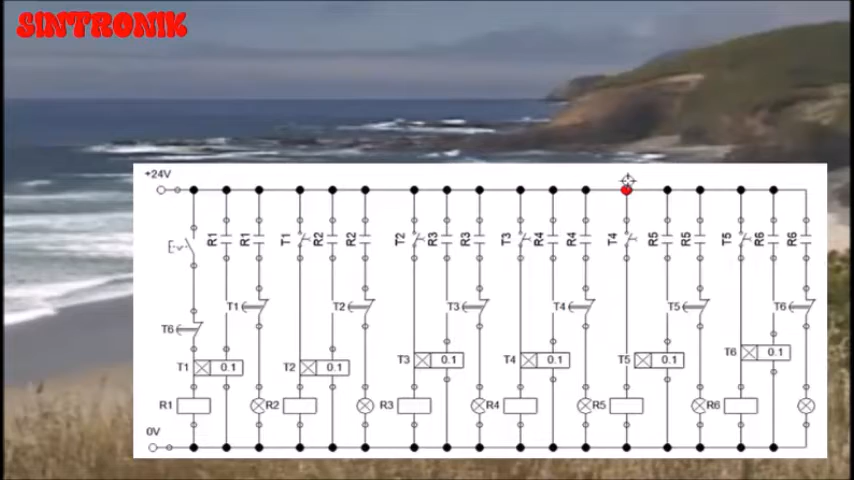 SINTRONIK
+24V
R1 R1 T1 R2 R2 T2 R3 R3 T3 R4 R4 T4 R5 R5 T5 R6 R6
E
T1 T2 T3 T4 T5 T6
T6
T1 0.1 T2 0.1 T3 0.1 T4 0.1 T5 0.1 T6 0.1
R1 R2 R3 R4 R5 R6
0V